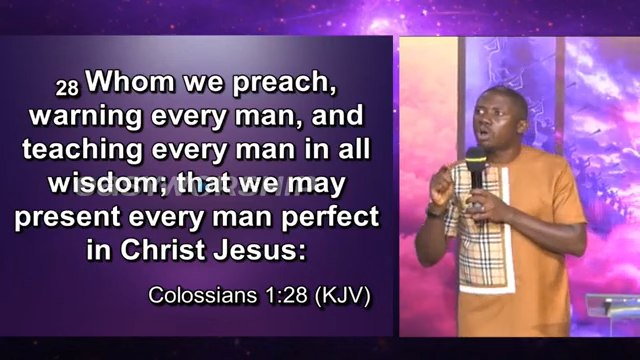 28 Whom we preach,
warning every man, and
teaching every man in all
wisdom; that we may
present every man perfect
in Christ Jesus:
Colossians 1:28 (KJV)